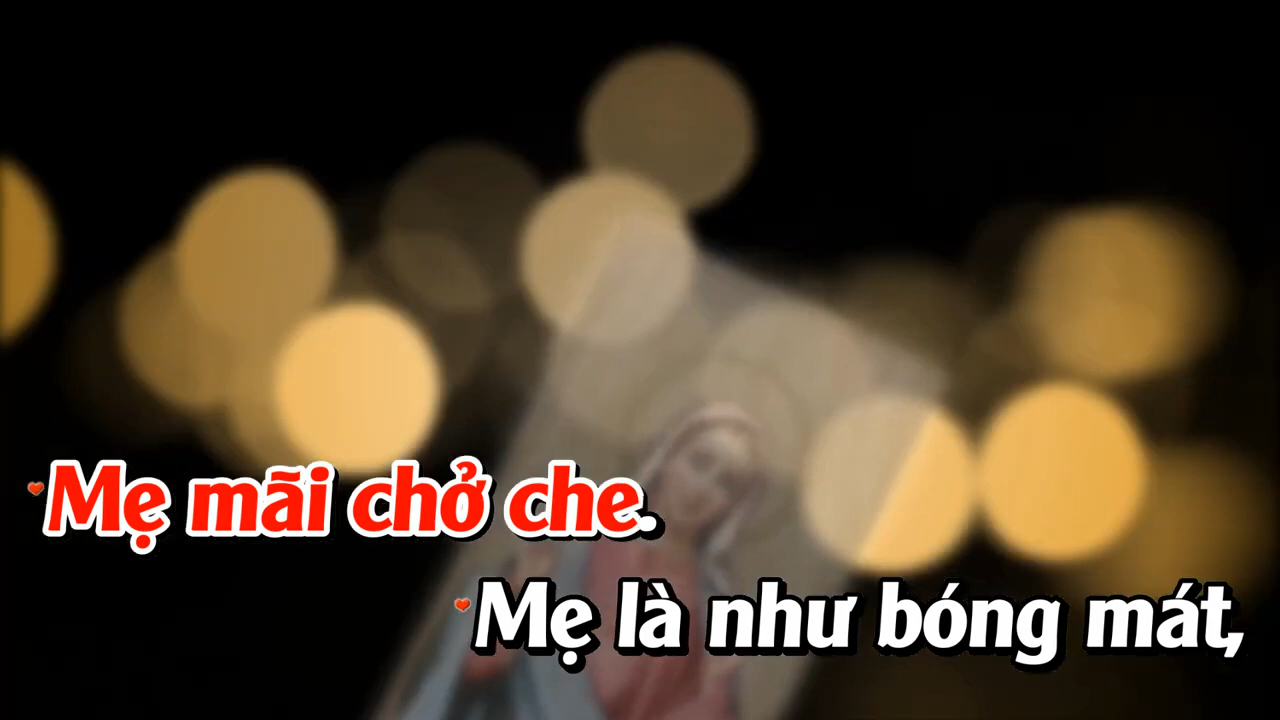 Mẹ mãi chở che.
Mẹ là như bóng mát,